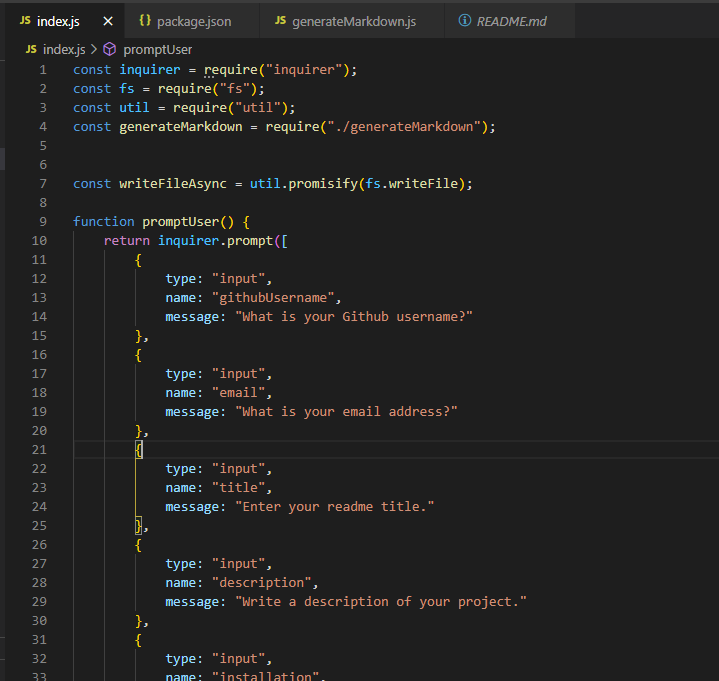 JS index.js × {} package.json JS generateMarkdown.js README.md
JS index.js > promptUser
1 const inquirer = require("inquirer");
2 const fs = require("fs");
3 const util = require("util");
4 const generateMarkdown = require("./generateMarkdown");
5
6
7 const writeFileAsync = util.promisify(fs.writeFile);
8
9 function promptUser() {
10     return inquirer.prompt([
11         {
12             type: "input",
13             name: "githubUsername",
14             message: "What is your Github username?"
15         },
16         {
17             type: "input",
18             name: "email",
19             message: "What is your email address?"
20         },
21         {
22             type: "input",
23             name: "title",
24             message: "Enter your readme title."
25         },
26         {
27             type: "input",
28             name: "description",
29             message: "Write a description of your project."
30         },
31         {
32             type: "input",
33             name: "installation",